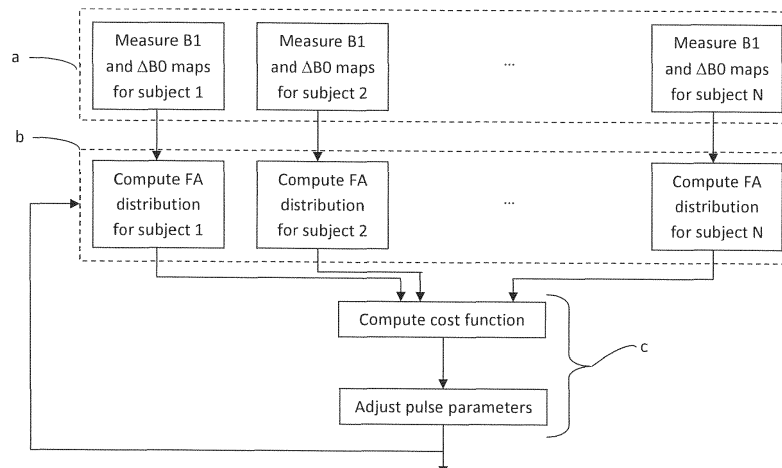 a
Measure B1
and ΔB0 maps
for subject 1
Measure B1
and ΔB0 maps
for subject 2
...
Measure B1
and ΔB0 maps
for subject N
b
Compute FA
distribution
for subject 1
Compute FA
distribution
for subject 2
...
Compute FA
distribution
for subject N
Compute cost function
c
Adjust pulse parameters